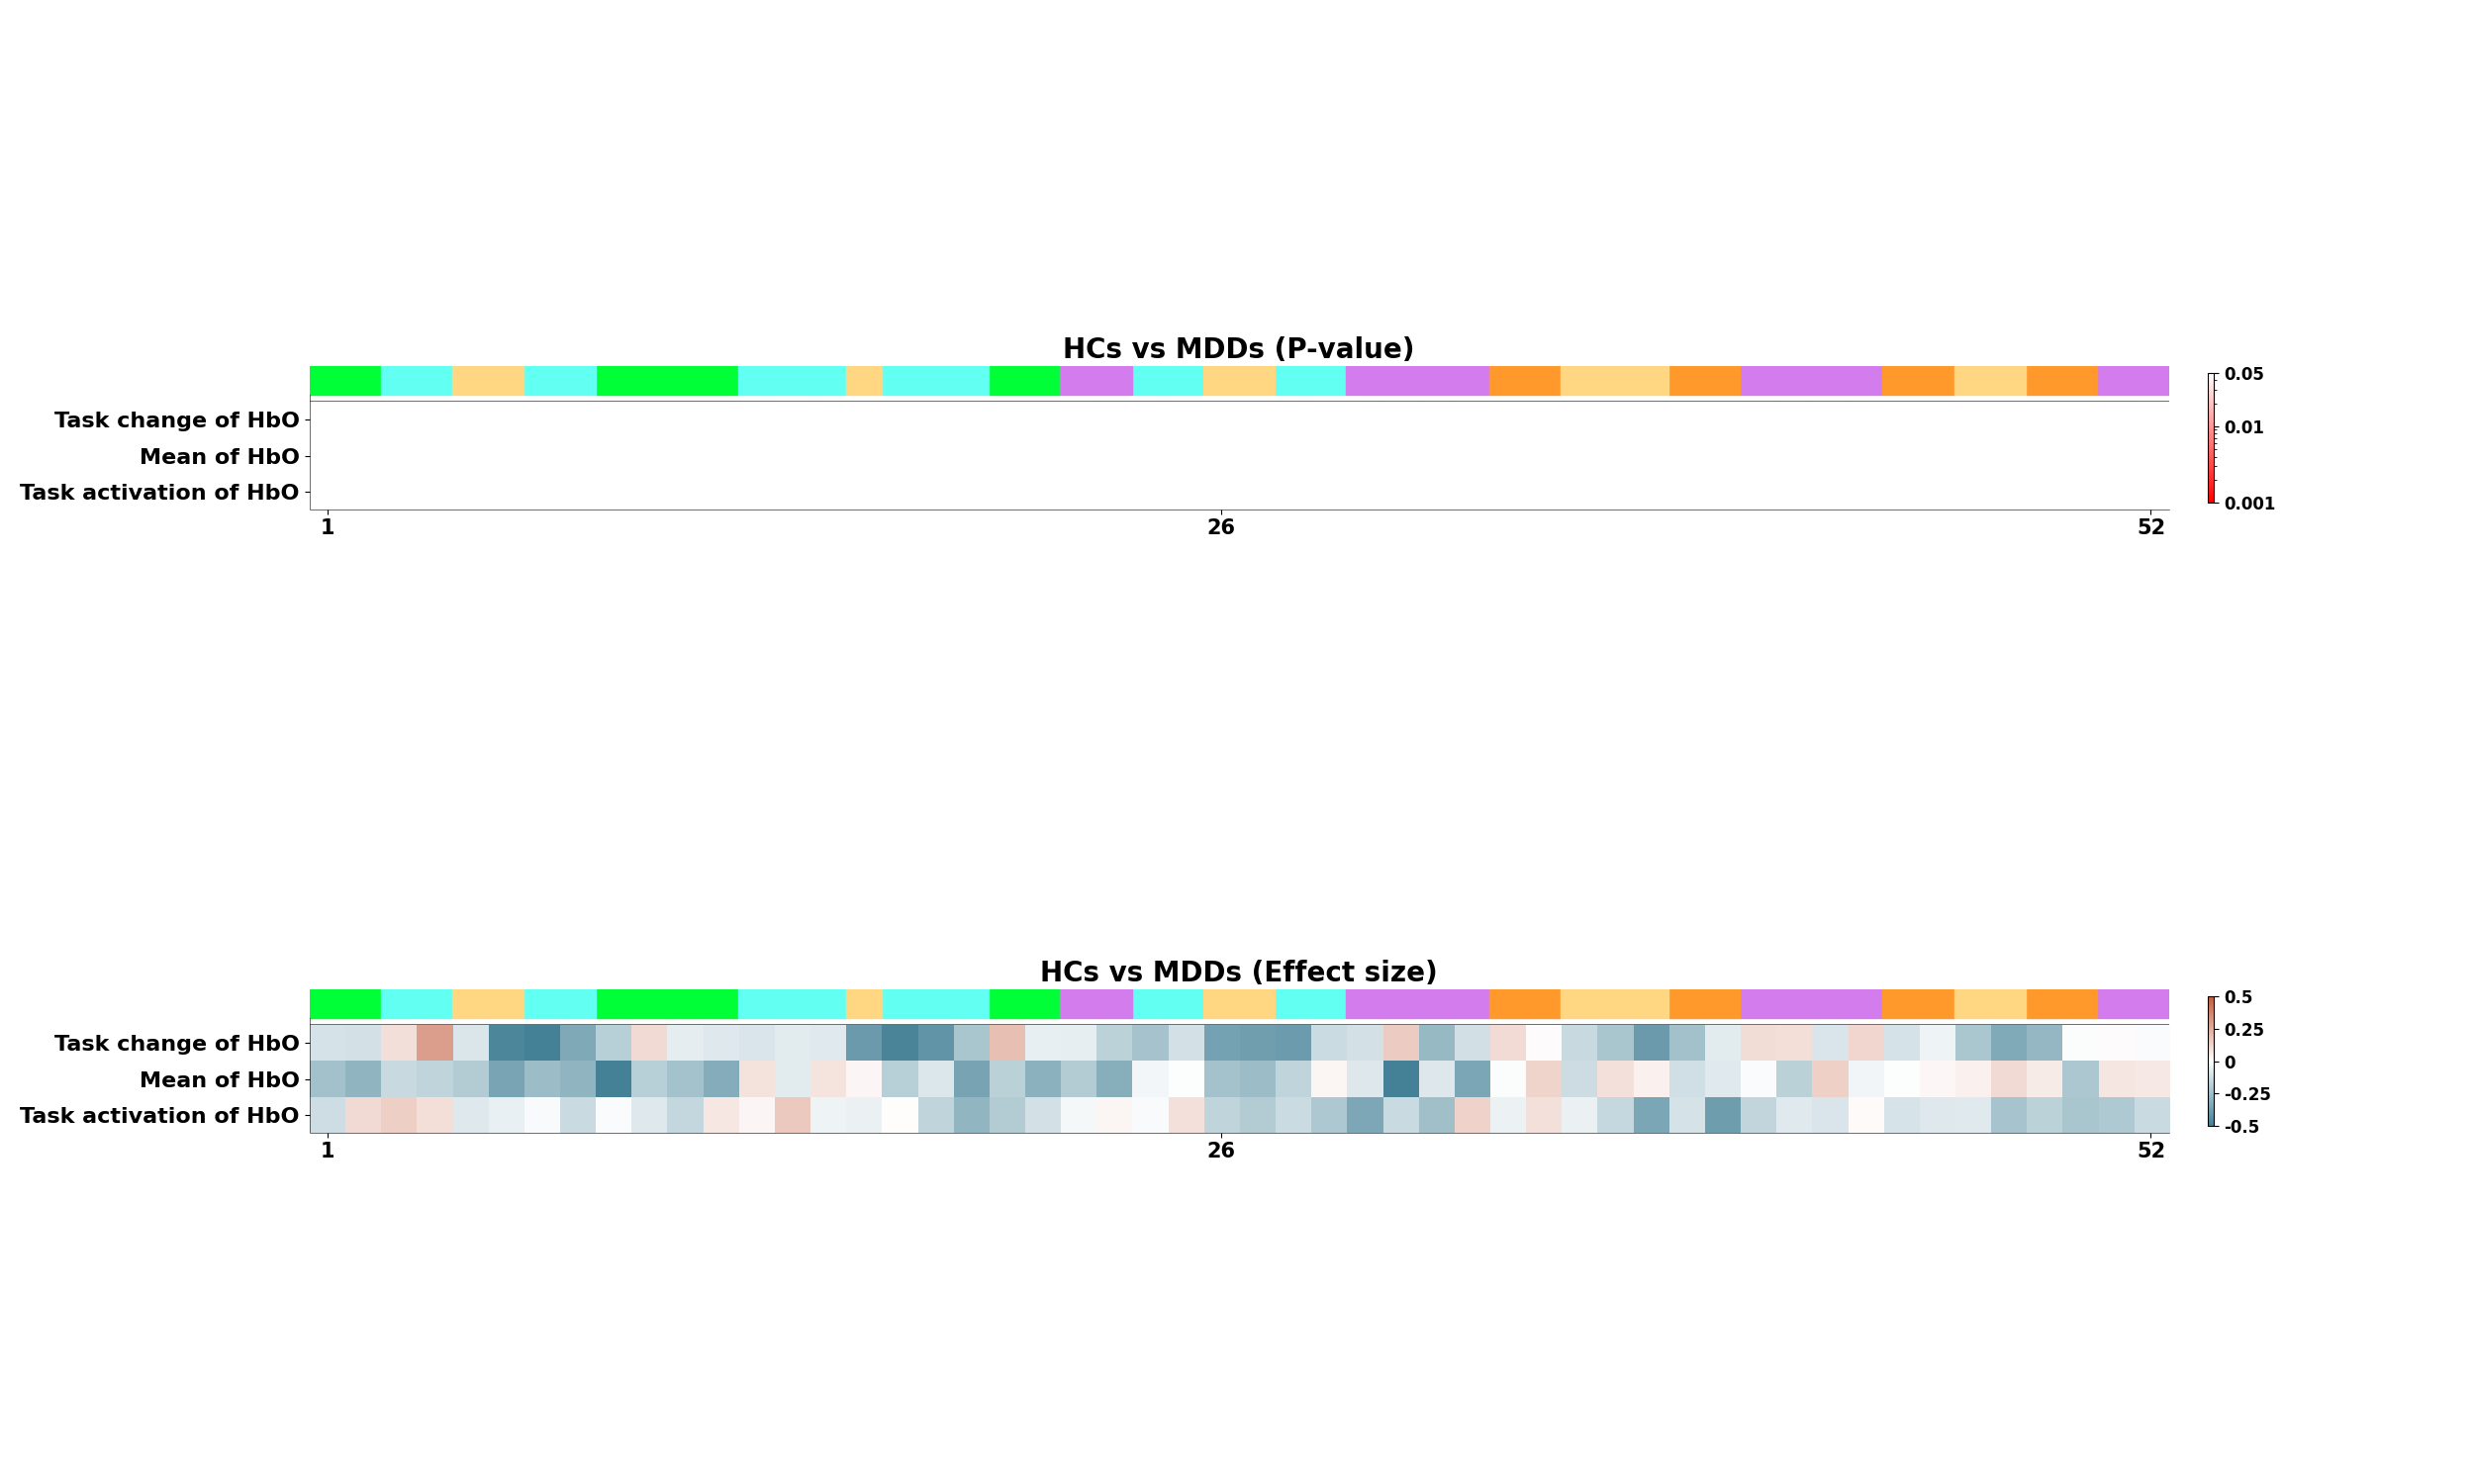 HCs vs MDDs (P-value)
Task change of HbO
Mean of HbO
Task activation of HbO
1 26 52
0.05
0.01
0.001
HCs vs MDDs (Effect size)
Task change of HbO
Mean of HbO
Task activation of HbO
1 26 52
0.5
0.25
0
-0.25
-0.5